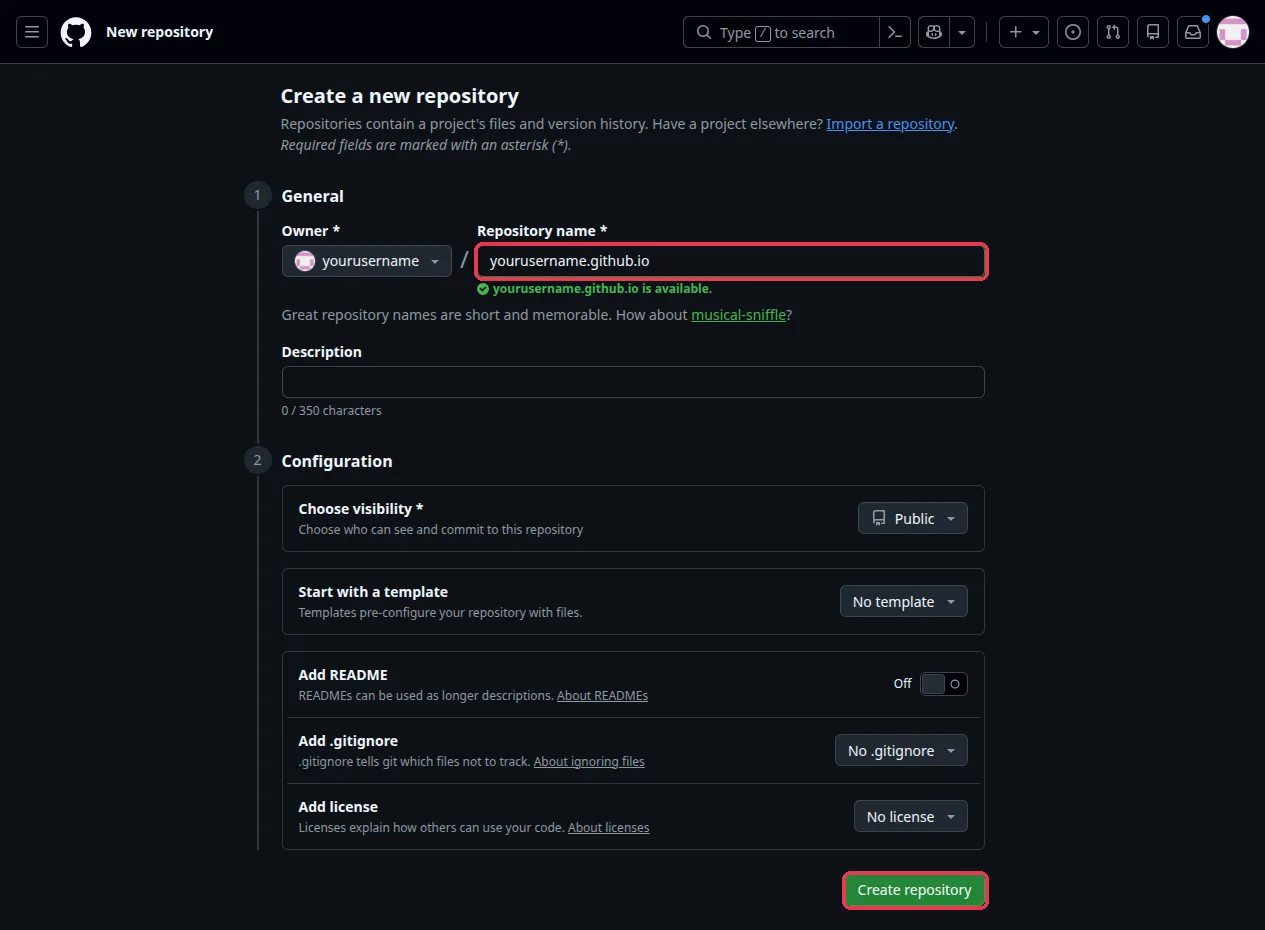 New repository
Type / to search
Create a new repository
Repositories contain a project's files and version history. Have a project elsewhere? Import a repository.
Required fields are marked with an asterisk (*).
1 General
Owner * Repository name *
yourusername / yourusername.github.io
yourusername.github.io is available.
Great repository names are short and memorable. How about musical-sniffle?
Description
0 / 350 characters
2 Configuration
Choose visibility *
Choose who can see and commit to this repository
Public
Start with a template
Templates pre-configure your repository with files.
No template
Add README
READMEs can be used as longer descriptions. About READMEs
Off
Add .gitignore
.gitignore tells git which files not to track. About ignoring files
No .gitignore
Add license
Licenses explain how others can use your code. About licenses
No license
Create repository